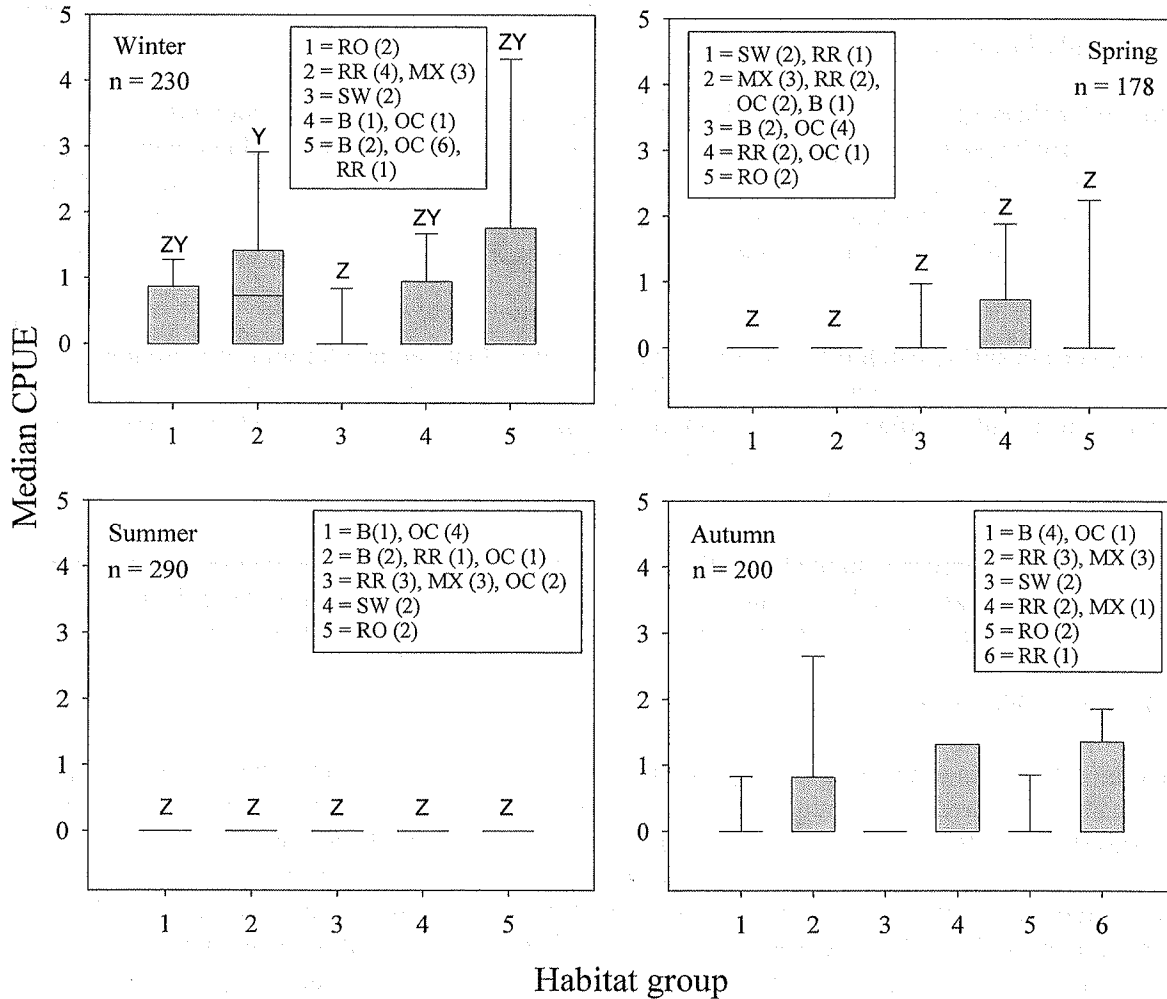 Median CPUE
5
4
3
2
1
0
Winter
n = 230
1 = RO (2)
2 = RR (4), MX (3)
3 = SW (2)
4 = B (1), OC (1)
5 = B (2), OC (6),
RR (1)
ZY
Y
Z
ZY
ZY
1 2 3 4 5
5
4
3
2
1
0
1 = SW (2), RR (1)
2 = MX (3), RR (2),
OC (2), B (1)
3 = B (2), OC (4)
4 = RR (2), OC (1)
5 = RO (2)
Spring
n = 178
Z
Z
Z
Z
Z
1 2 3 4 5
5
4
3
2
1
0
Summer
n = 290
1 = B(1), OC (4)
2 = B (2), RR (1), OC (1)
3 = RR (3), MX (3), OC (2)
4 = SW (2)
5 = RO (2)
Z Z Z Z Z
1 2 3 4 5
5
4
3
2
1
0
Autumn
n = 200
1 = B (4), OC (1)
2 = RR (3), MX (3)
3 = SW (2)
4 = RR (2), MX (1)
5 = RO (2)
6 = RR (1)
1 2 3 4 5 6
Habitat group